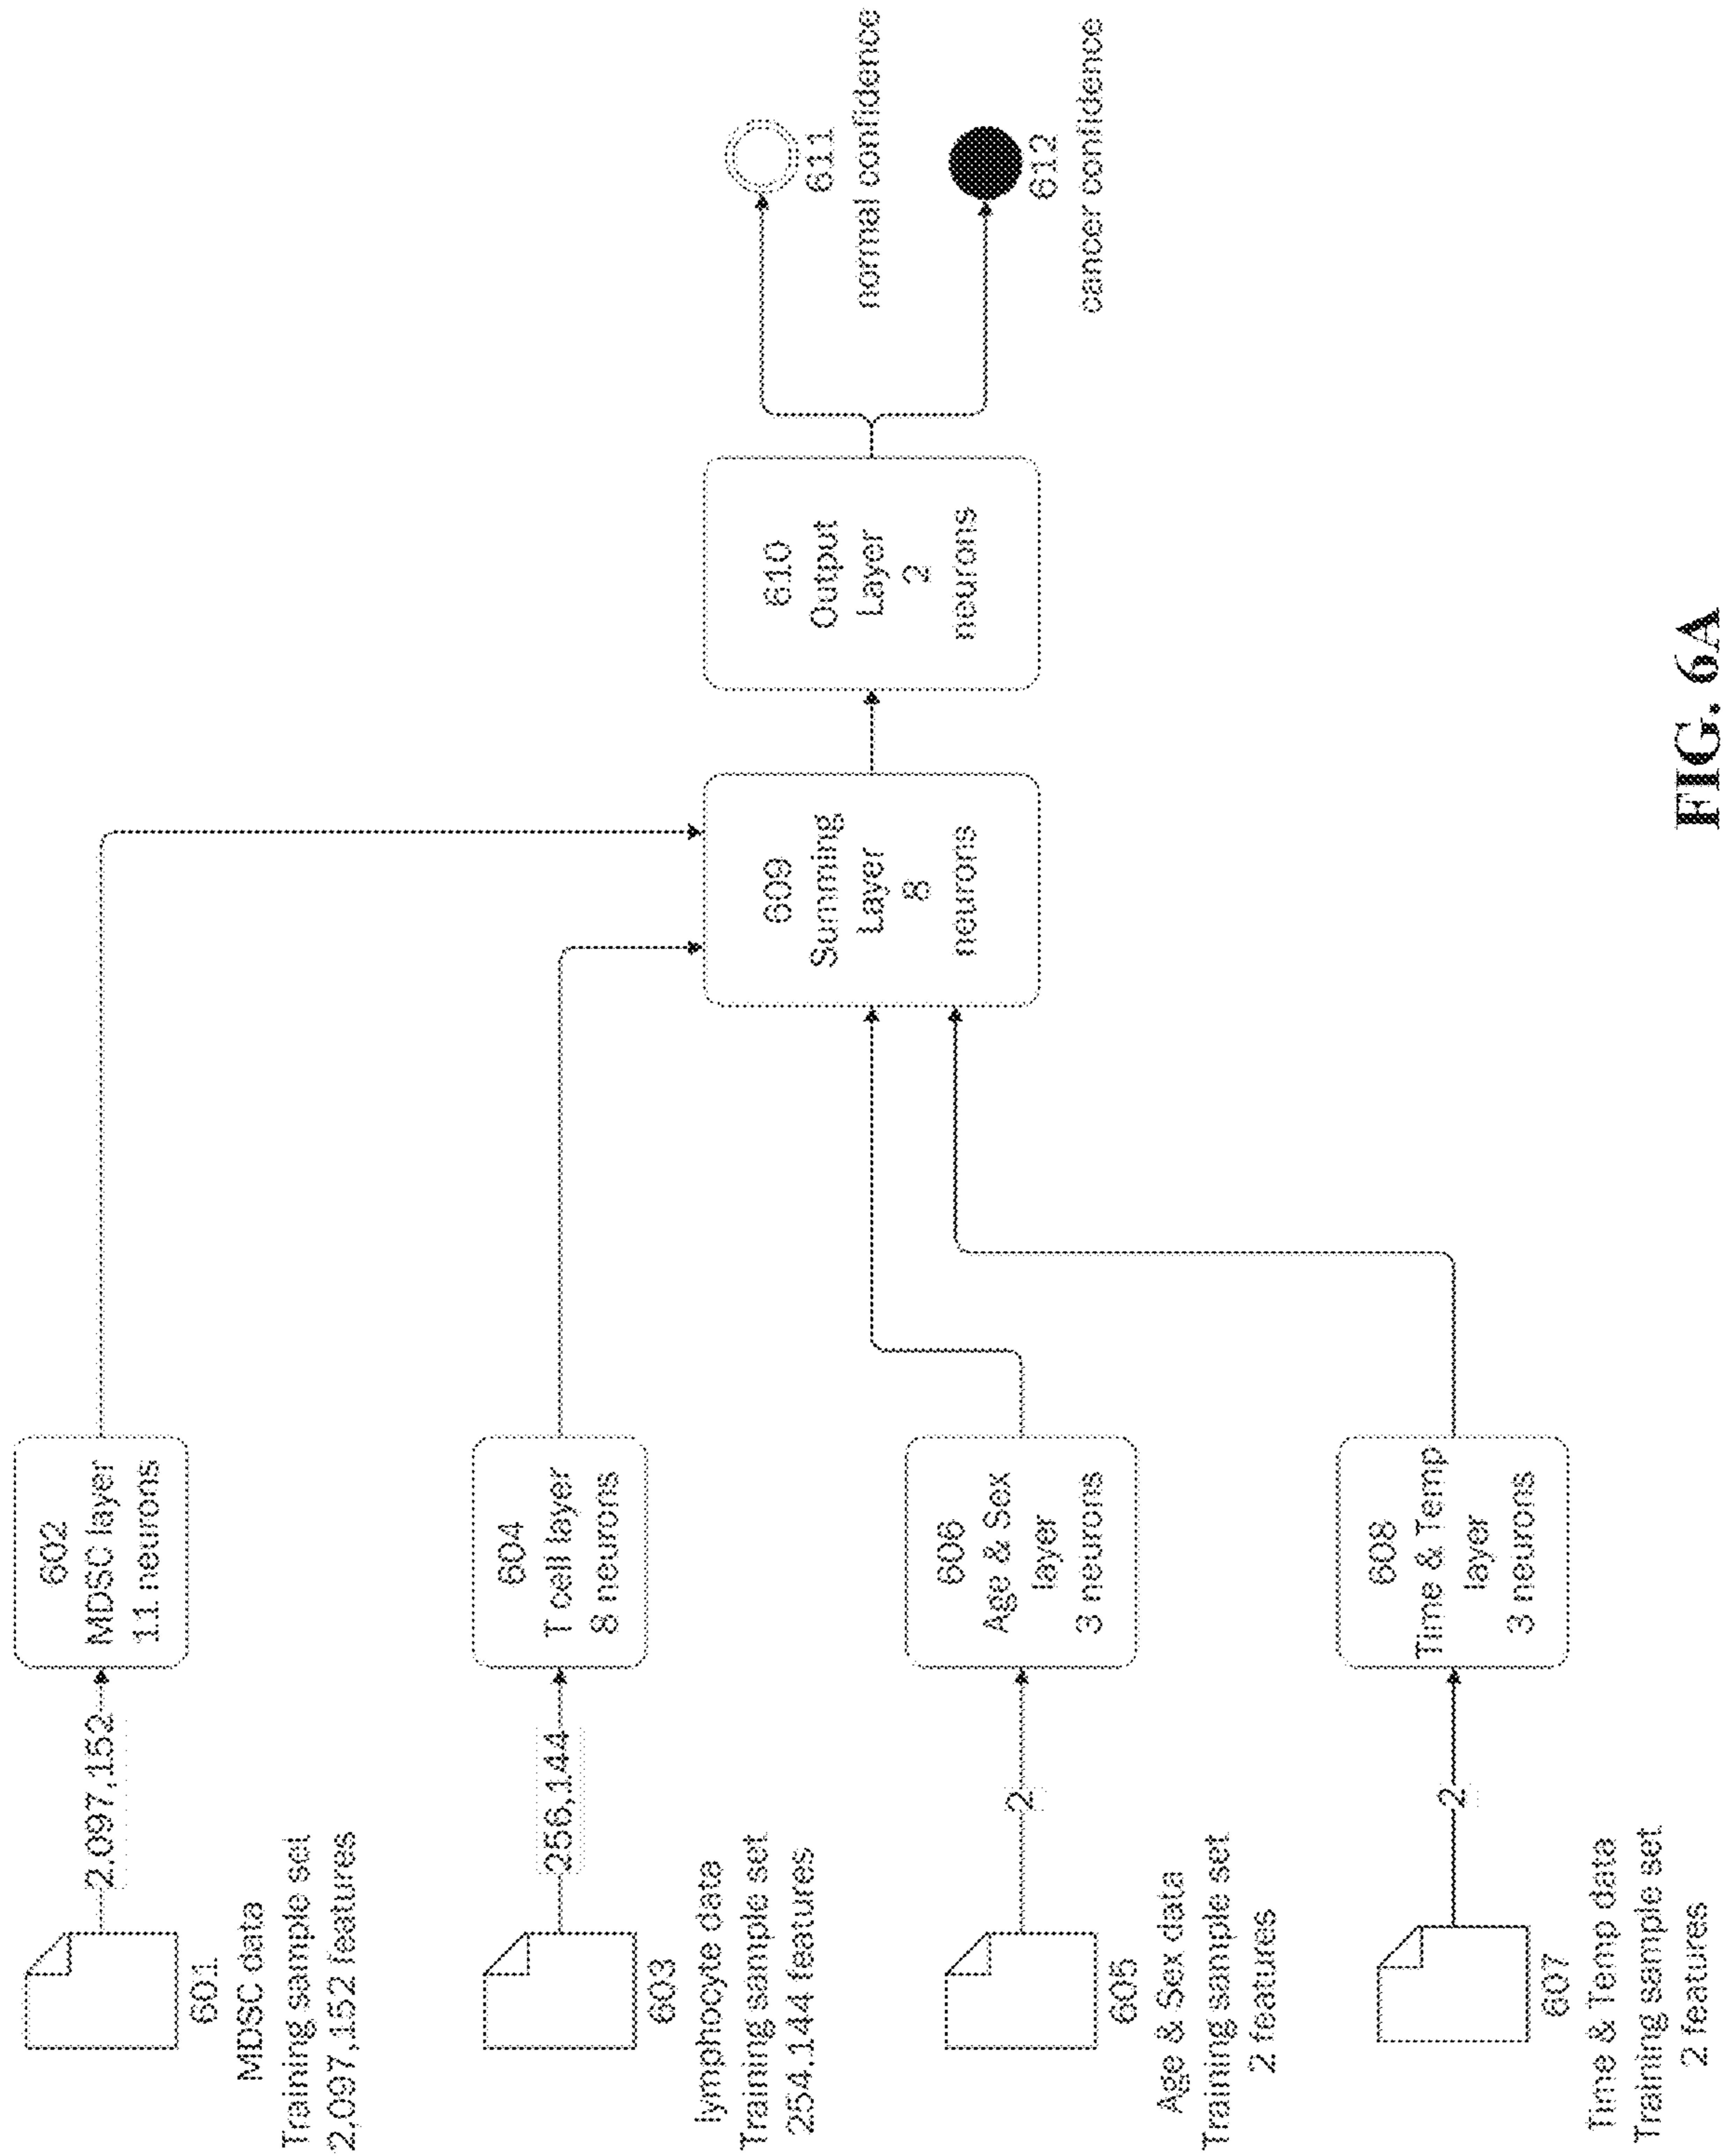 601
MDSC data
Training sample set
2,097,152 features
2,097,152
602
MDSC layer
11 neurons
603
lymphocyte data
Training sample set
254,144 features
256,144
604
T cell layer
8 neurons
605
Age & Sex data
Training sample set
2 features
2
606
Age & Sex
layer
3 neurons
607
Time & Temp data
Training sample set
2 features
2
608
Time & Temp
layer
3 neurons
609
Summing
Layer
8
neurons
610
Output
Layer
2
neurons
611
normal confidence
612
cancer confidence
FIG. 6A